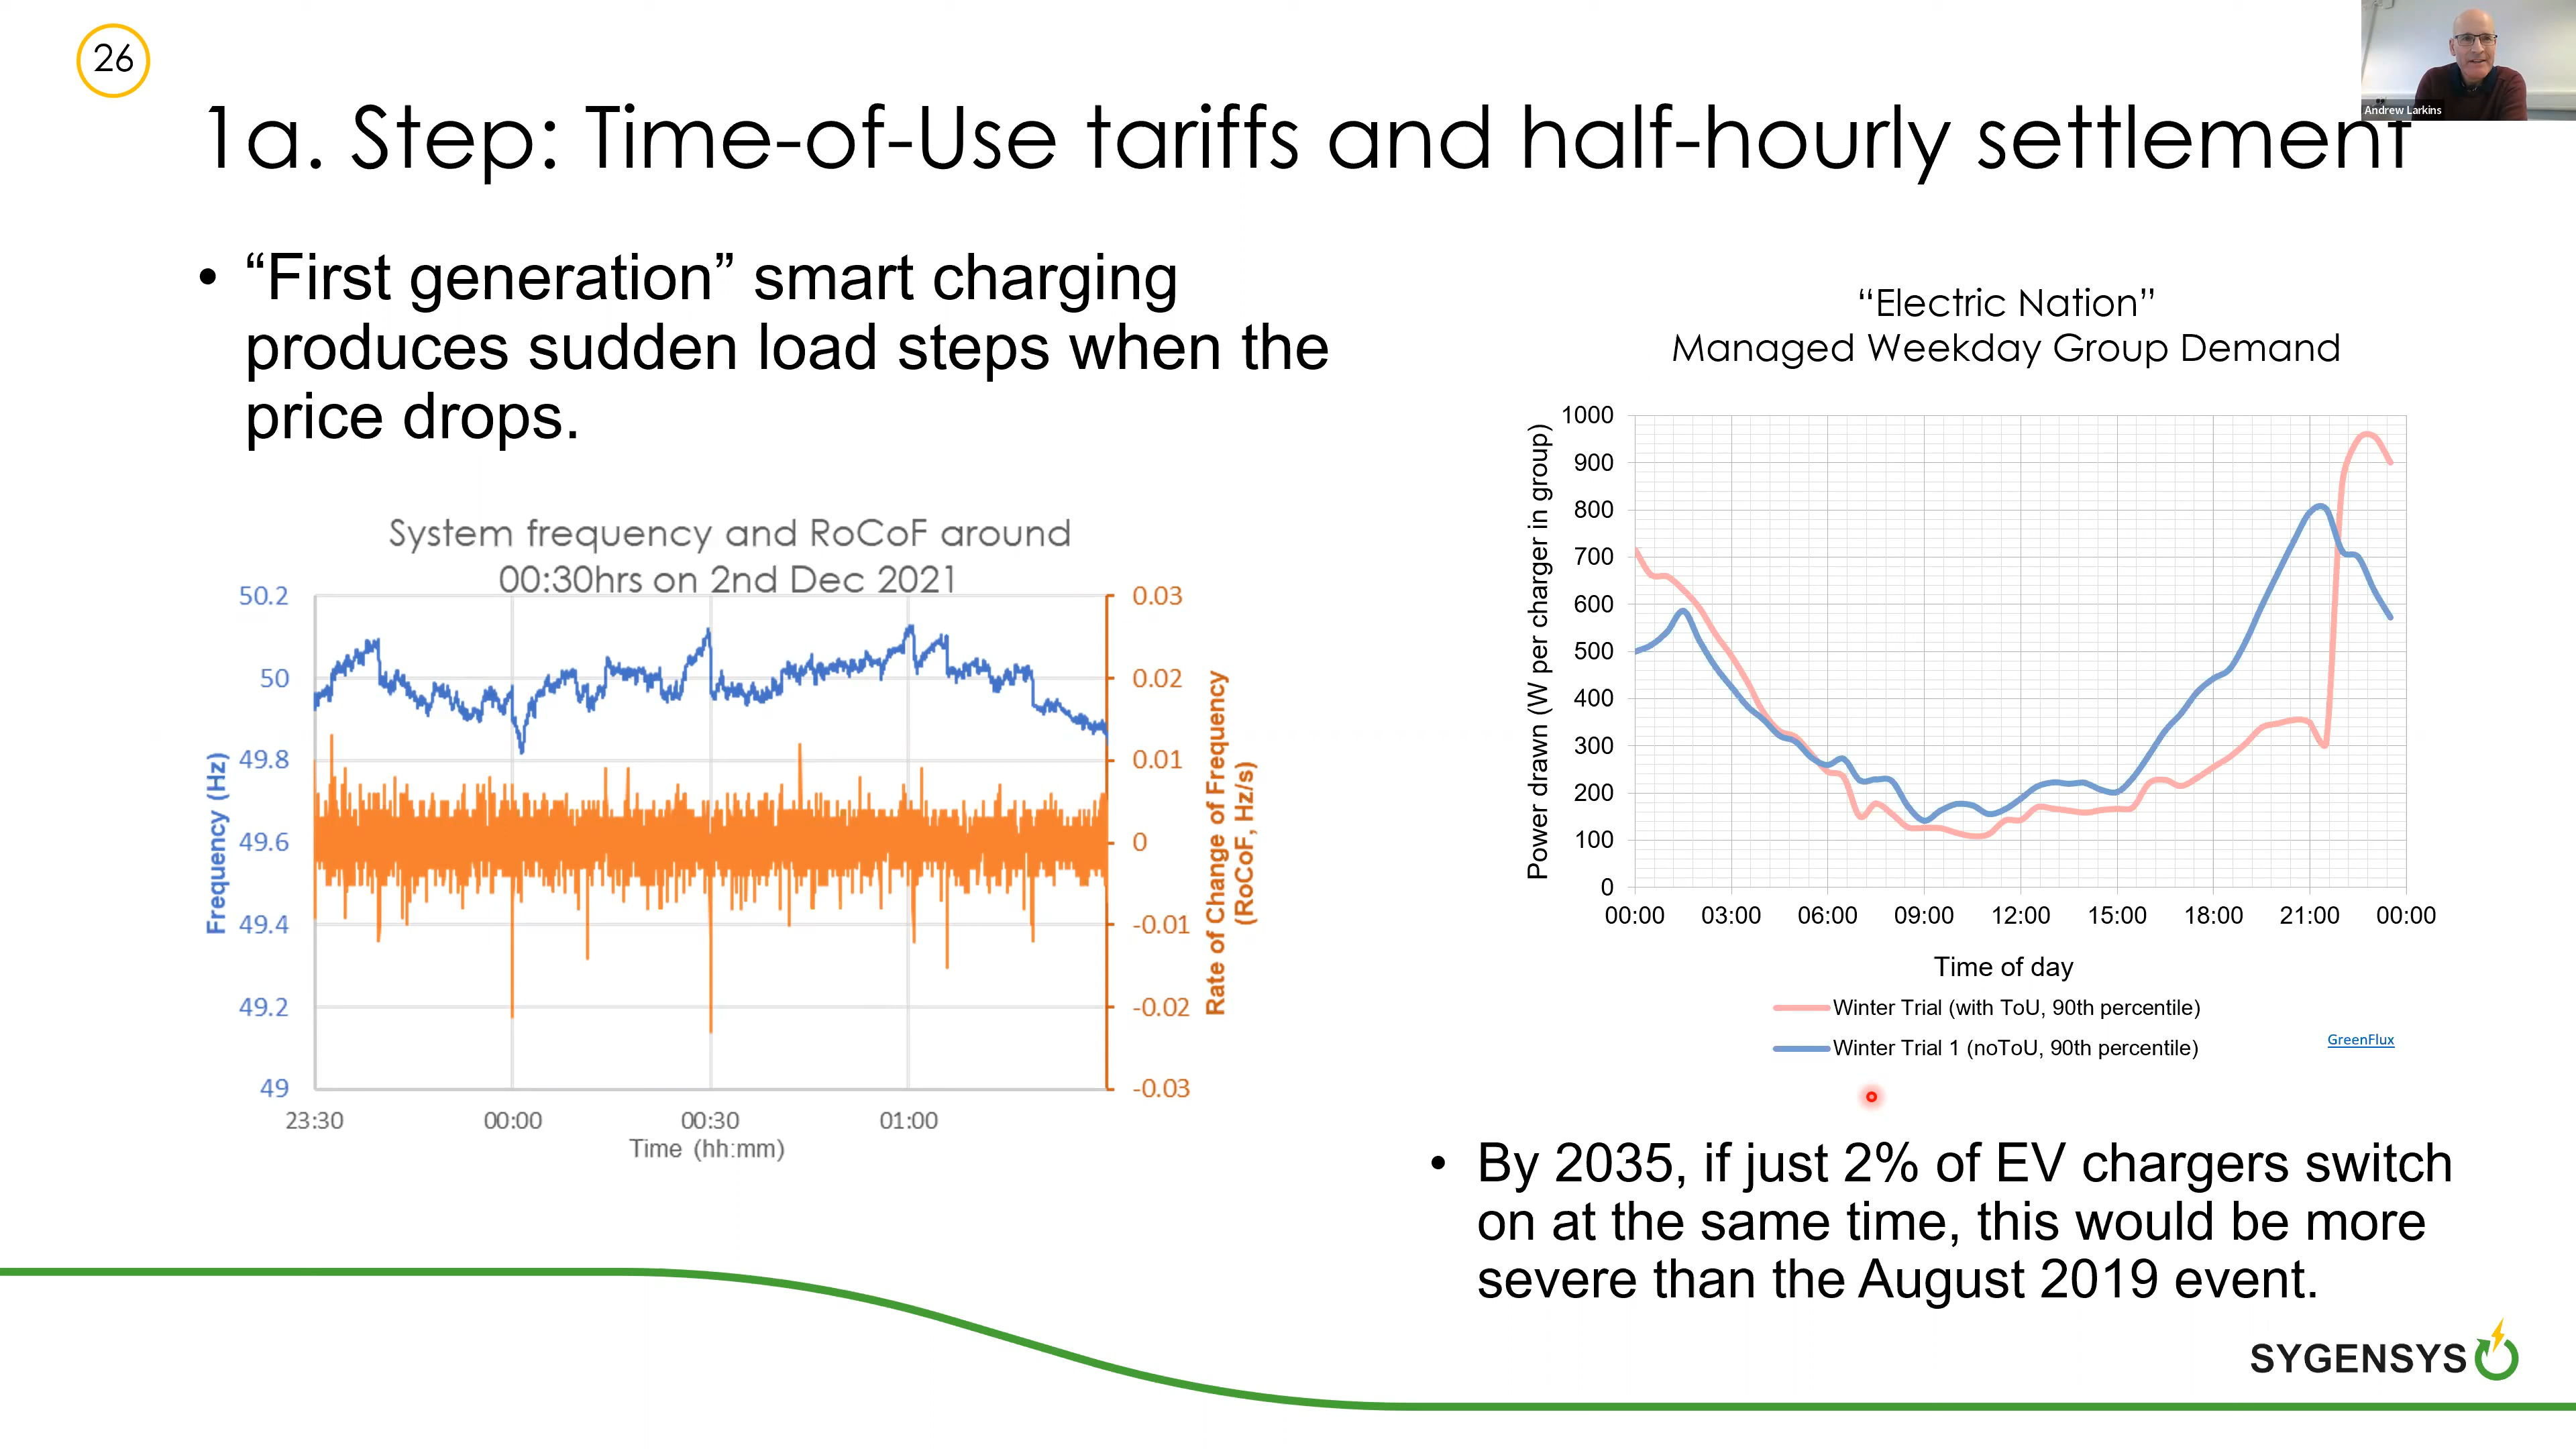 26
Andrew Larkins
1a. Step: Time-of-Use tariffs and half-hourly settlement
• “First generation” smart charging
produces sudden load steps when the
price drops.
System frequency and RoCoF around
00:30hrs on 2nd Dec 2021
50.2
50
49.8
49.6
49.4
49.2
49
Frequency (Hz)
0.03
0.02
0.01
0
-0.01
-0.02
-0.03
Rate of Change of Frequency
(RoCoF, Hz/s)
23:30 00:00 00:30 01:00
Time (hh:mm)
“Electric Nation”
Managed Weekday Group Demand
Power drawn (W per charger in group)
1000
900
800
700
600
500
400
300
200
100
0
00:00 03:00 06:00 09:00 12:00 15:00 18:00 21:00 00:00
Time of day
Winter Trial (with ToU, 90th percentile)
Winter Trial 1 (noToU, 90th percentile)
GreenFlux
• By 2035, if just 2% of EV chargers switch
on at the same time, this would be more
severe than the August 2019 event.
SYGENSYS